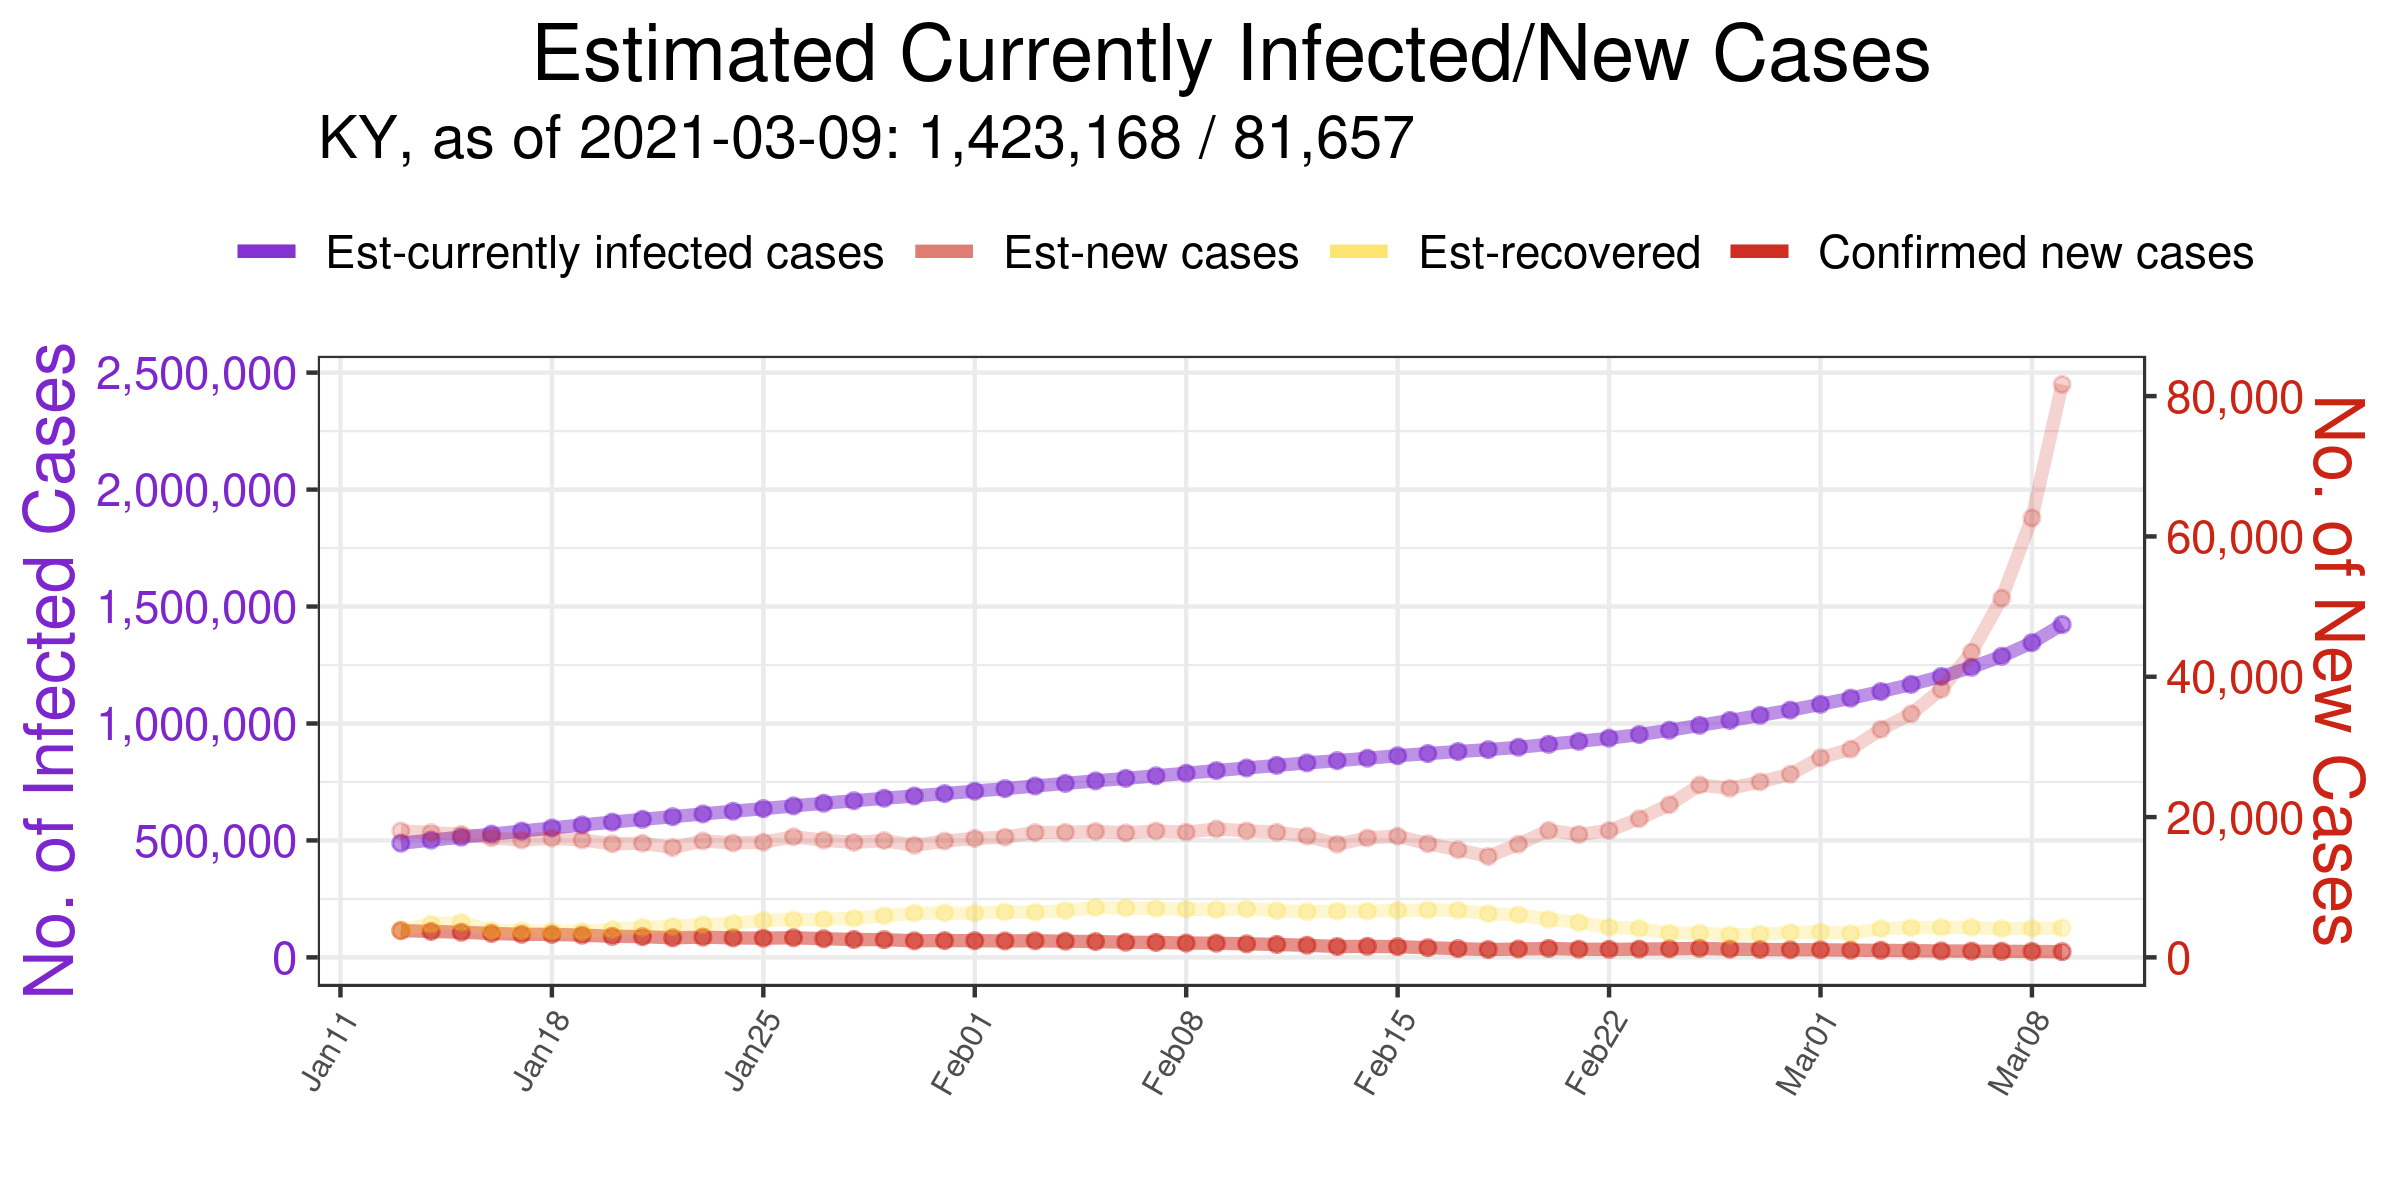 Estimated Currently Infected/New Cases
KY, as of 2021-03-09: 1,423,168 / 81,657
Est-currently infected cases Est-new cases Est-recovered Confirmed new cases
No. of Infected Cases
2,500,000
2,000,000
1,500,000
1,000,000
500,000
0
80,000
60,000
40,000
20,000
0
No. of New Cases
Jan11 Jan18 Jan25 Feb01 Feb08 Feb15 Feb22 Mar01 Mar08